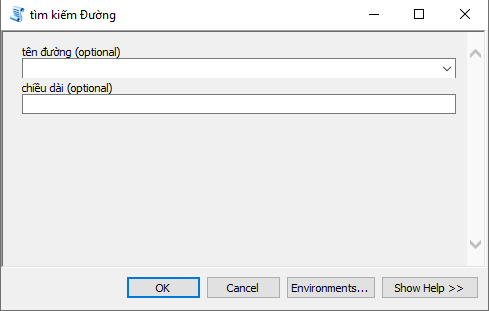 tìm kiếm Đường
tên đường (optional)
chiều dài (optional)
OK Cancel Environments... Show Help >>